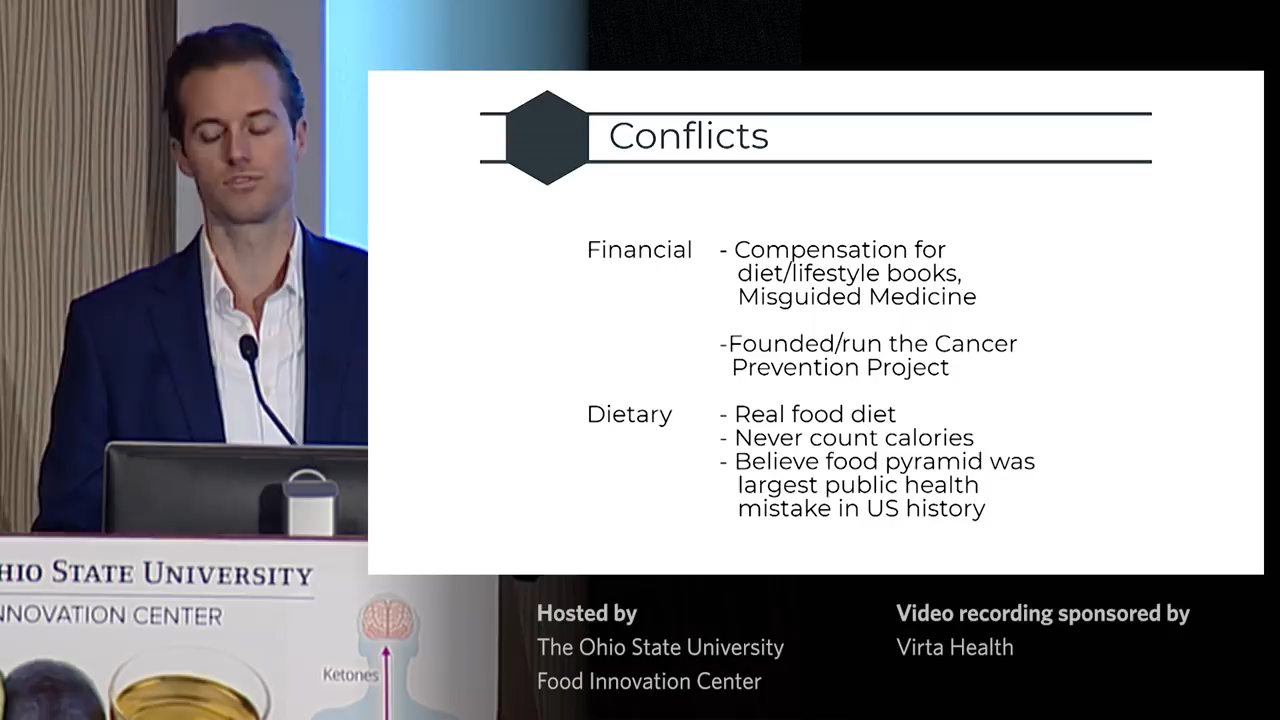 Conflicts
Financial - Compensation for
diet/lifestyle books,
Misguided Medicine
-Founded/run the Cancer
Prevention Project
Dietary - Real food diet
- Never count calories
- Believe food pyramid was
largest public health
mistake in US history
HIO STATE UNIVERSITY
NNOVATION CENTER
Ketones
Hosted by
The Ohio State University
Food Innovation Center
Video recording sponsored by
Virta Health